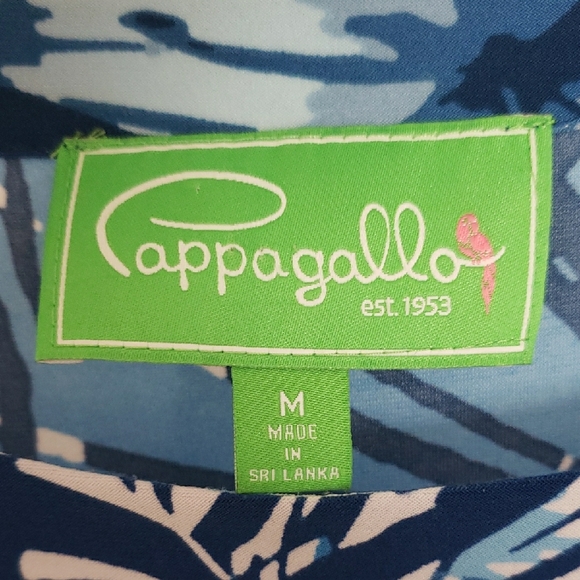 Pappagallo
est. 1953
M
MADE
IN
SRI LANKA